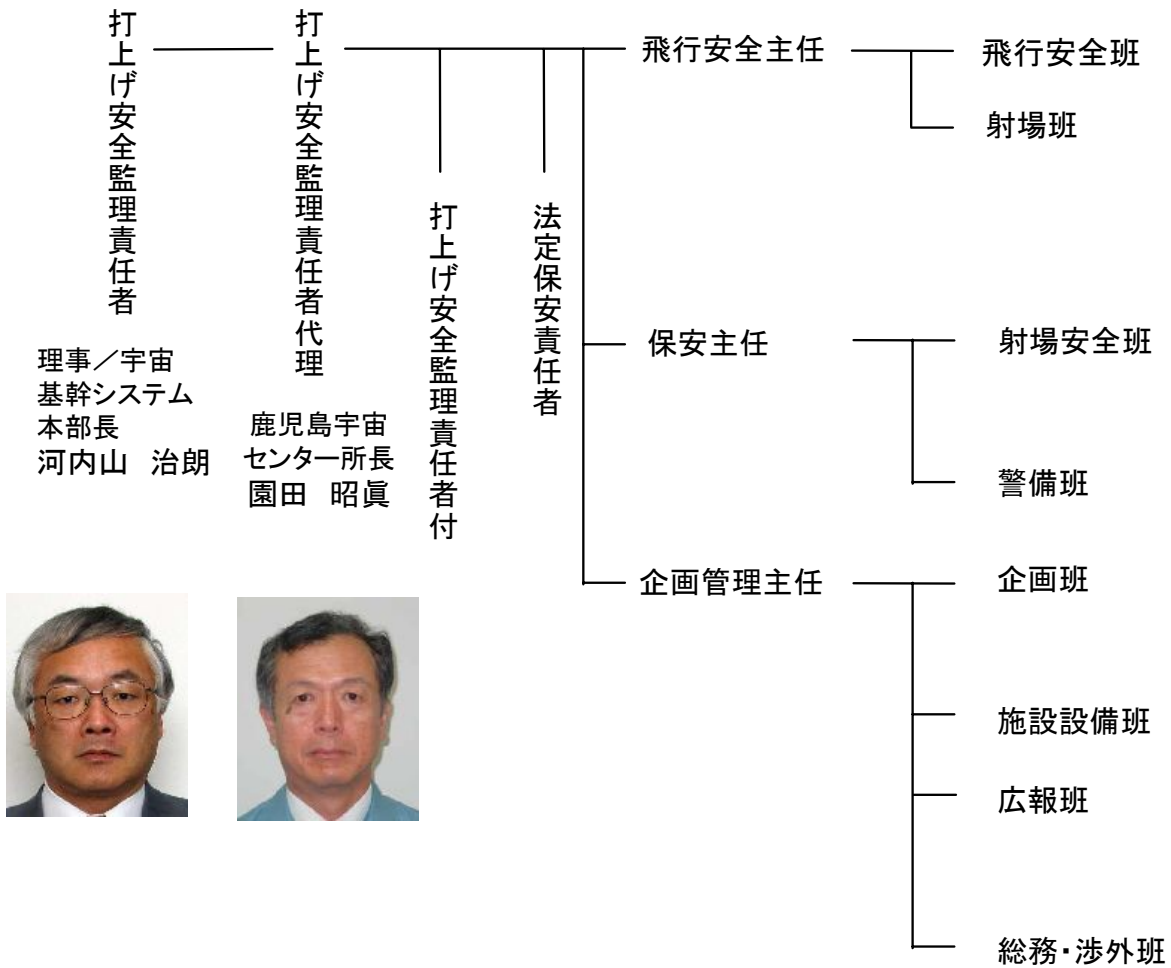 打上げ安全監理責任者
理事／宇宙
基幹システム
本部長
河内山　治朗
打上げ安全監理責任者代理
鹿児島宇宙
センター所長
園田　昭眞
打上げ安全監理責任者付
法定保安責任者
飛行安全主任
飛行安全班
射場班
保安主任
射場安全班
警備班
企画管理主任
企画班
施設設備班
広報班
総務・渉外班